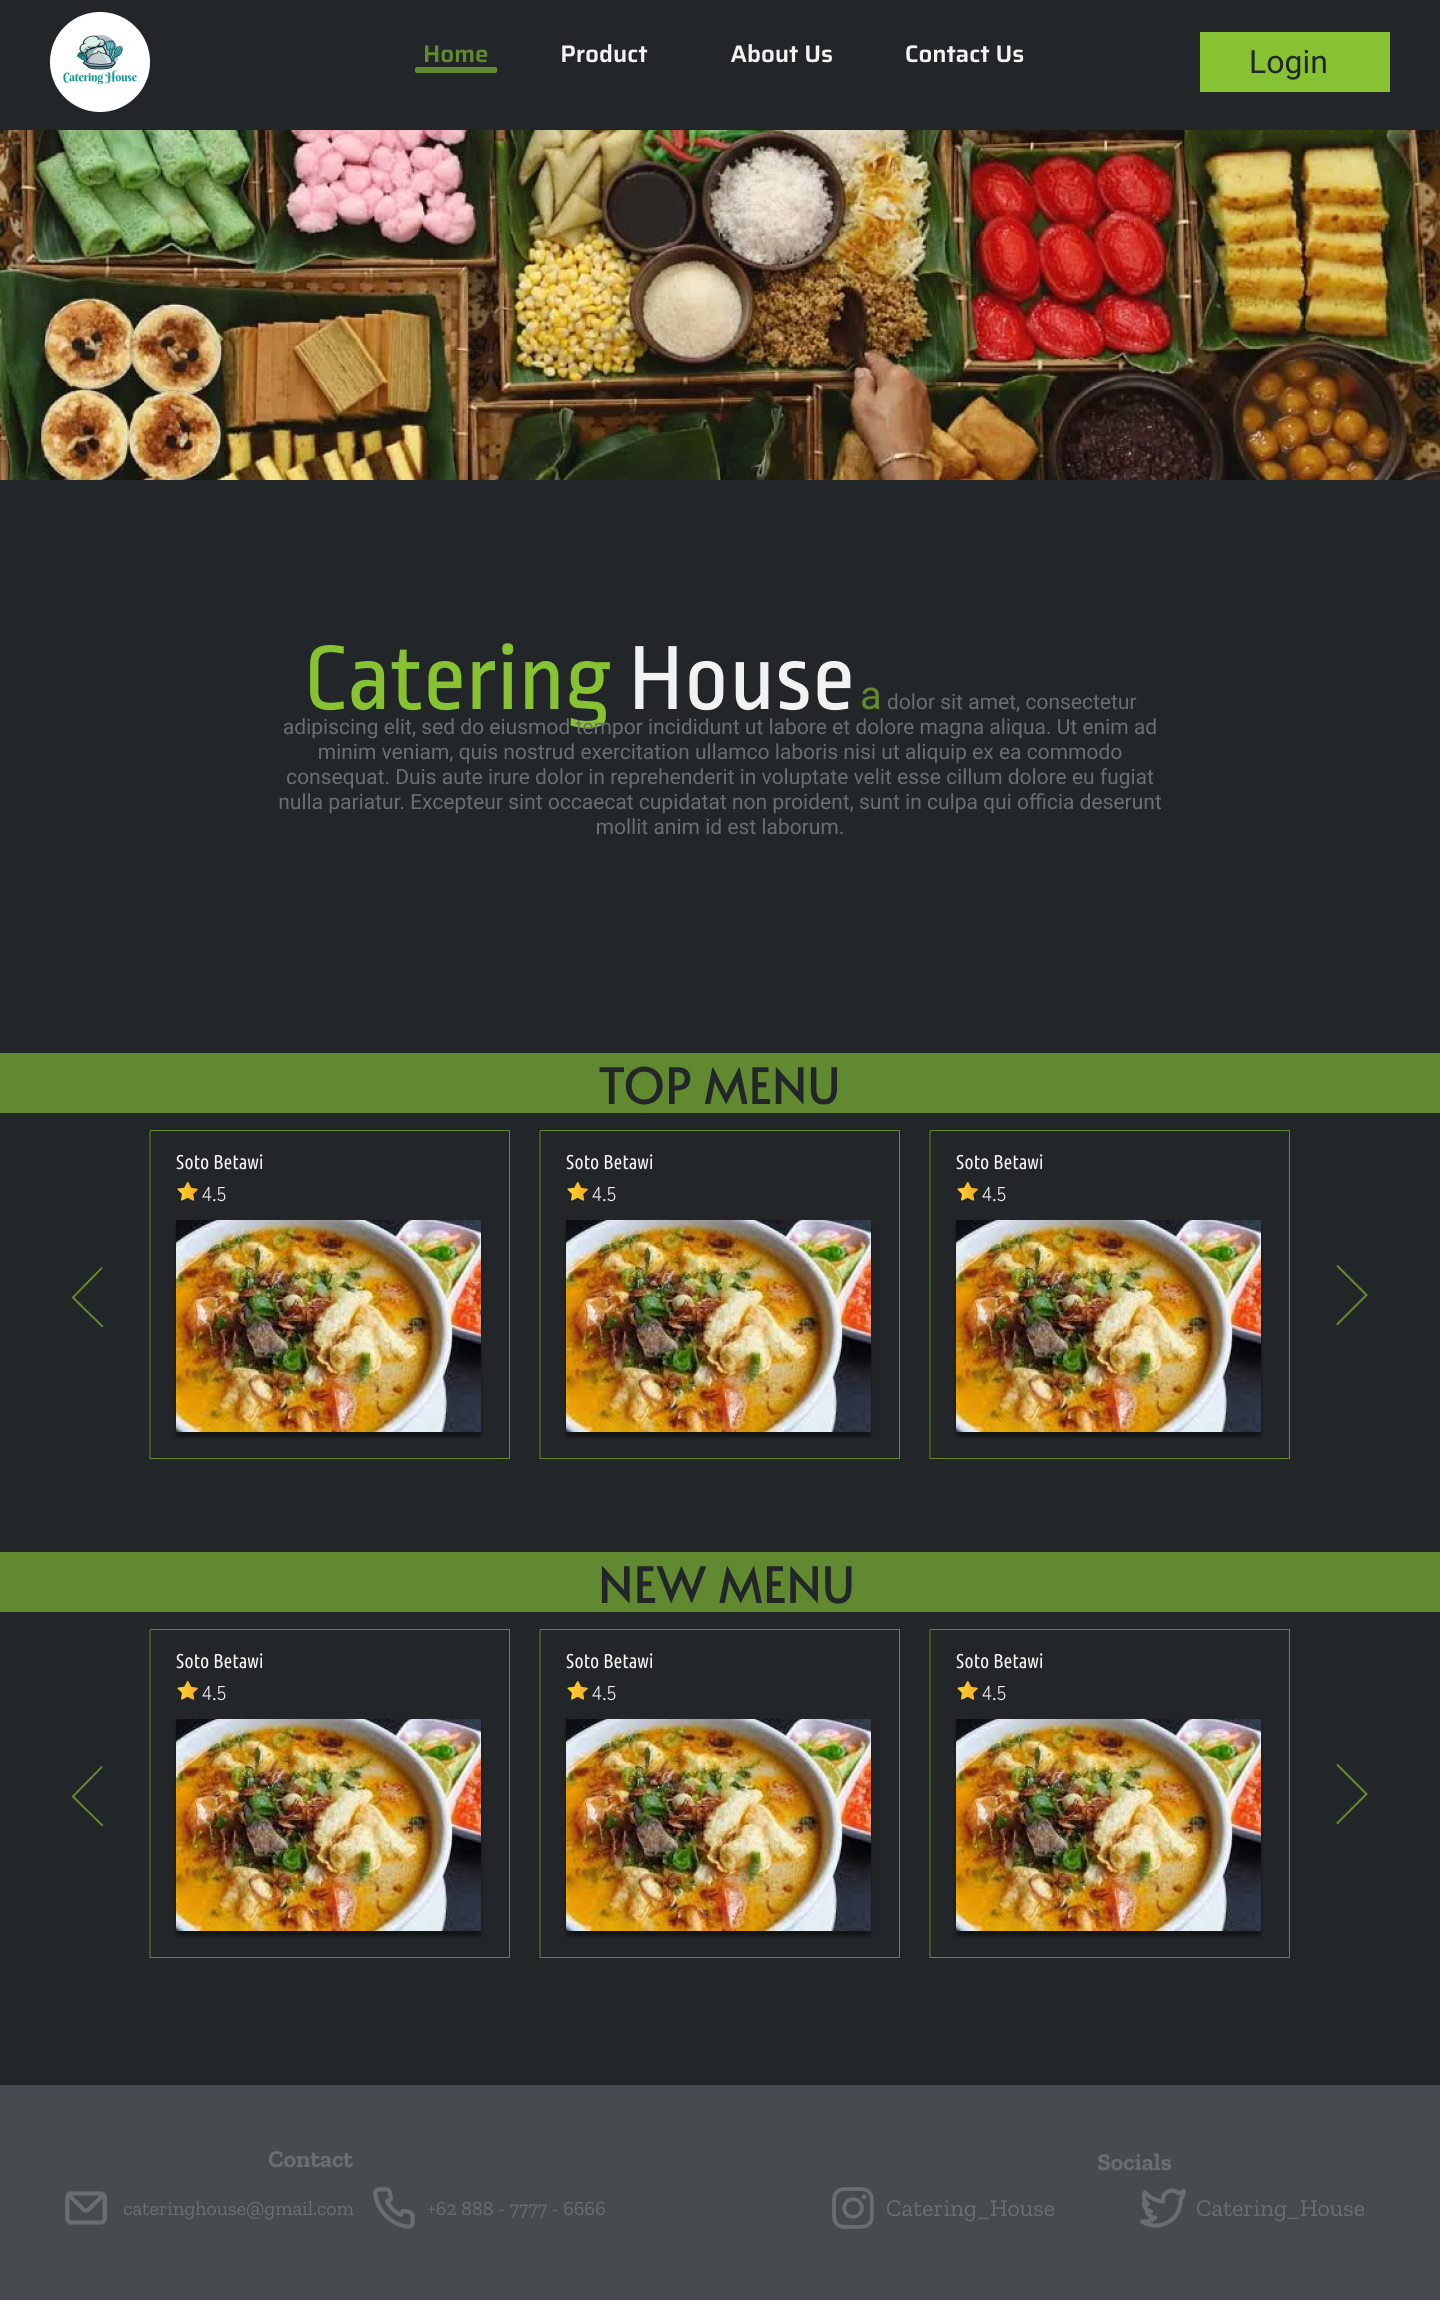 Catering House
Home Product About Us Contact Us Login
Catering House a dolor sit amet, consectetur
adipiscing elit, sed do eiusmod tempor incididunt ut labore et dolore magna aliqua. Ut enim ad
minim veniam, quis nostrud exercitation ullamco laboris nisi ut aliquip ex ea commodo
consequat. Duis aute irure dolor in reprehenderit in voluptate velit esse cillum dolore eu fugiat
nulla pariatur. Excepteur sint occaecat cupidatat non proident, sunt in culpa qui officia deserunt
mollit anim id est laborum.
TOP MENU
Soto Betawi
4.5
Soto Betawi
4.5
Soto Betawi
4.5
NEW MENU
Soto Betawi
4.5
Soto Betawi
4.5
Soto Betawi
4.5
Contact
cateringhouse@gmail.com +62 888 - 7777 - 6666
Socials
Catering_House Catering_House